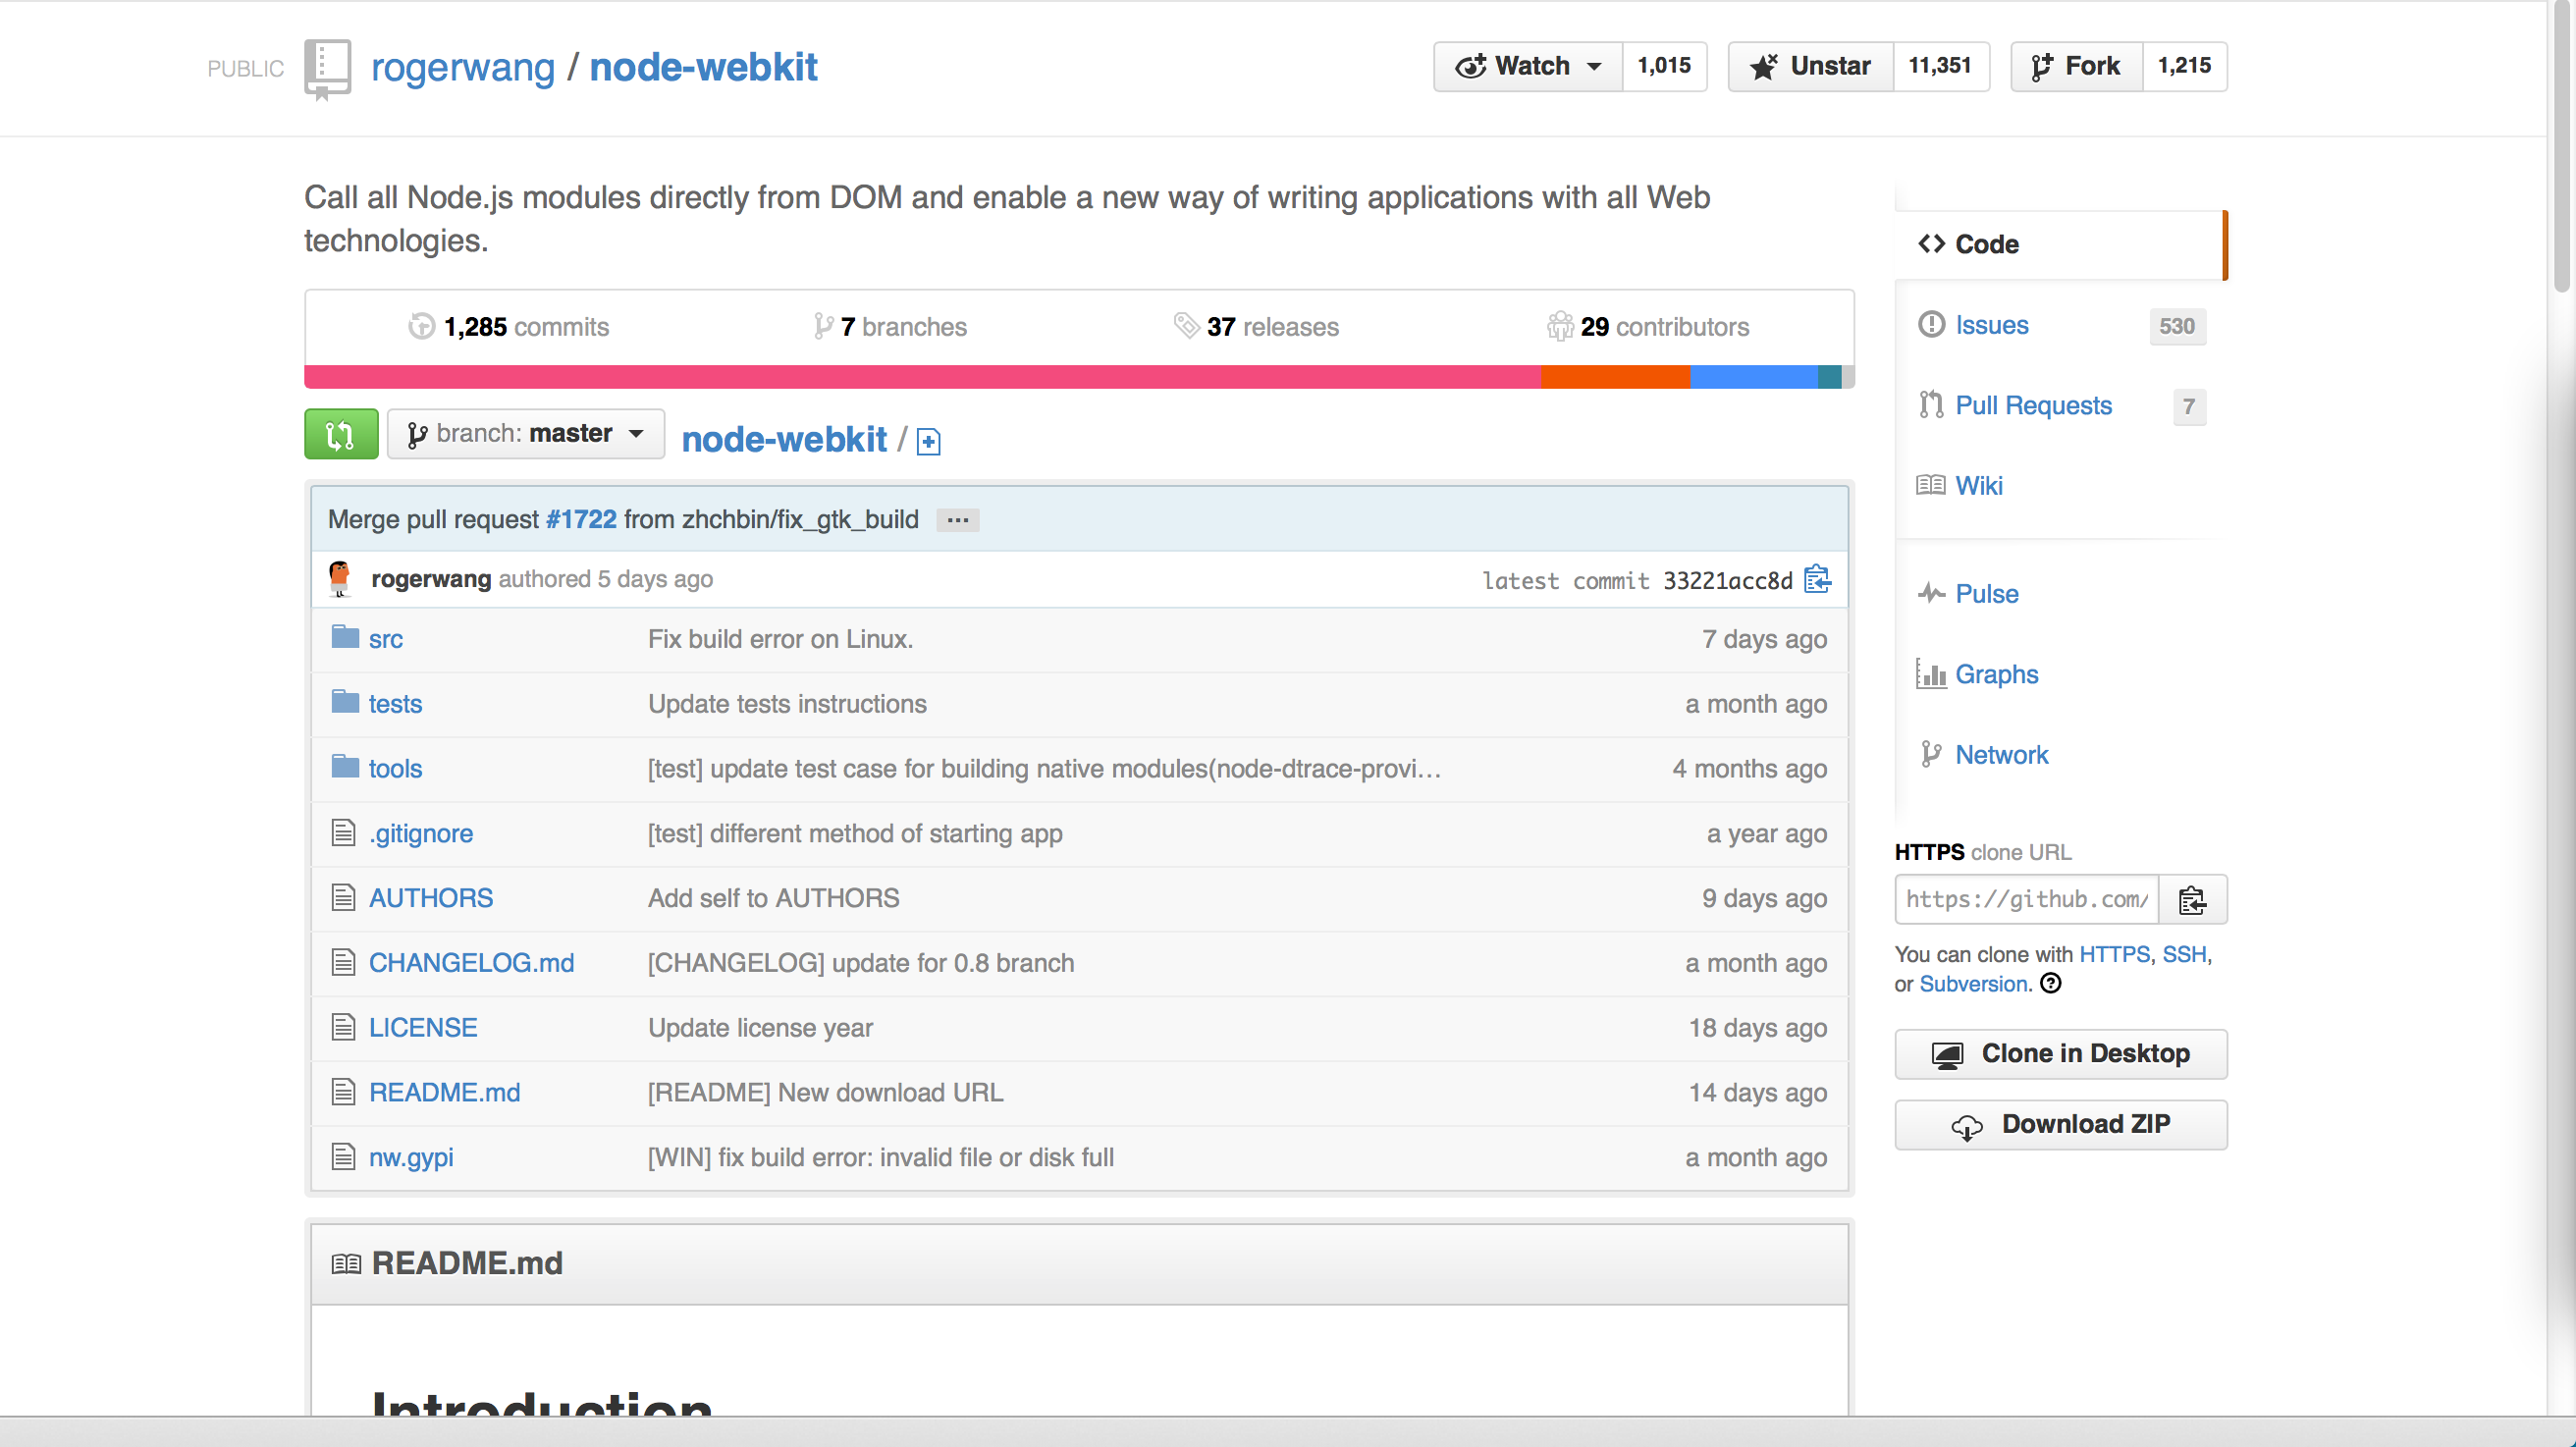 PUBLIC rogerwang / node-webkit
Watch 1,015 Unstar 11,351 Fork 1,215
Call all Node.js modules directly from DOM and enable a new way of writing applications with all Web
technologies.
1,285 commits 7 branches 37 releases 29 contributors
branch: master node-webkit /
Merge pull request #1722 from zhchbin/fix_gtk_build ...
rogerwang authored 5 days ago latest commit 33221acc8d
src Fix build error on Linux. 7 days ago
tests Update tests instructions a month ago
tools [test] update test case for building native modules(node-dtrace-provi… 4 months ago
.gitignore [test] different method of starting app a year ago
AUTHORS Add self to AUTHORS 9 days ago
CHANGELOG.md [CHANGELOG] update for 0.8 branch a month ago
LICENSE Update license year 18 days ago
README.md [README] New download URL 14 days ago
nw.gypi [WIN] fix build error: invalid file or disk full a month ago
README.md
Introduction
Code
Issues 530
Pull Requests 7
Wiki
Pulse
Graphs
Network
HTTPS clone URL
https://github.com/
You can clone with HTTPS, SSH,
or Subversion.
Clone in Desktop
Download ZIP